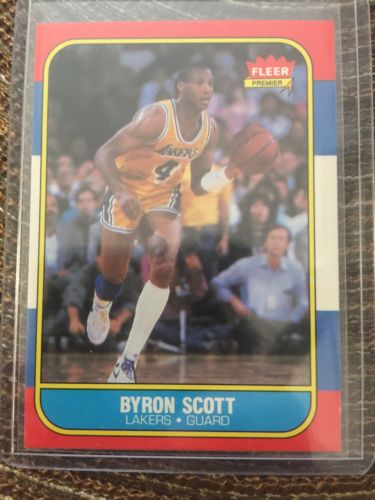 FLEER
PREMIER
LAKERS
4
BYRON SCOTT
LAKERS • GUARD